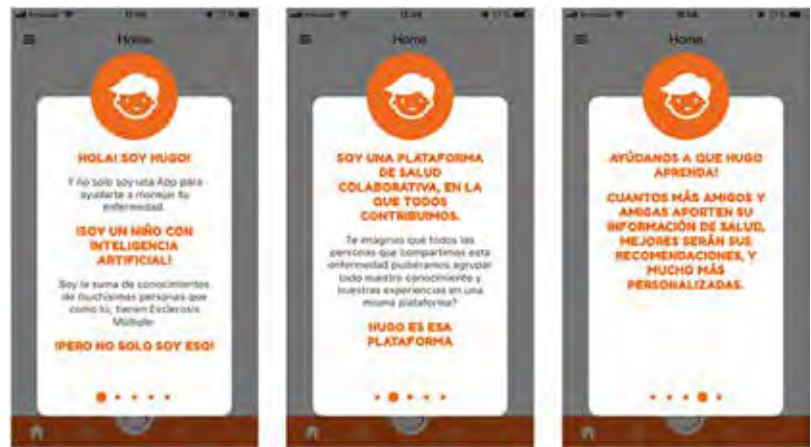 Home
HOLA! SOY HUGO!
Y no solo soy una App para
ayudarte a manejar tu
enfermedad.
!SOY UN NIÑO CON
INTELIGENCIA
ARTIFICIAL!
Soy la suma de conocimientos
de muchísimas personas que
como tú, tienen Esclerosis
Múltiple.
!PERO NO SOLO SOY ESO!
Home
SOY UNA PLATAFORMA
DE SALUD
COLABORATIVA, EN LA
QUE TODOS
CONTRIBUIMOS.
Te imaginas que todos las
personas que compartimos esta
enfermedad pudiéramos agrupar
todo nuestro conocimiento y
nuestras experiencias en una
misma plataforma?
HUGO ES ESA
PLATAFORMA
Home
AYÚDANOS A QUE HUGO
APRENDA!
CUANTOS MÁS AMIGOS Y
AMIGAS APORTEN SU
INFORMACIÓN DE SALUD,
MEJORES SERÁN SUS
RECOMENDACIONES, Y
MUCHO MÁS
PERSONALIZADAS.